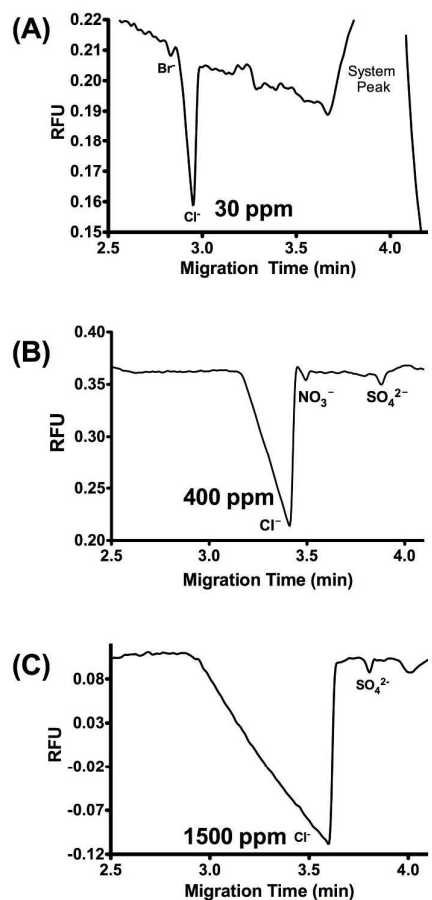 (A)
0.22
0.21
0.20
0.19
0.18
0.17
0.16
0.15
RFU
Br⁻
System
Peak
Cl⁻
30 ppm
2.5 3.0 3.5 4.0
Migration Time (min)
(B)
0.40
0.35
0.30
0.25
0.20
RFU
NO₃⁻ SO₄²⁻
400 ppm
Cl⁻
2.5 3.0 3.5 4.0
Migration Time (min)
(C)
0.08
0.03
-0.02
-0.07
-0.12
RFU
SO₄²⁻
1500 ppm Cl⁻
2.5 3.0 3.5 4.0
Migration Time (min)